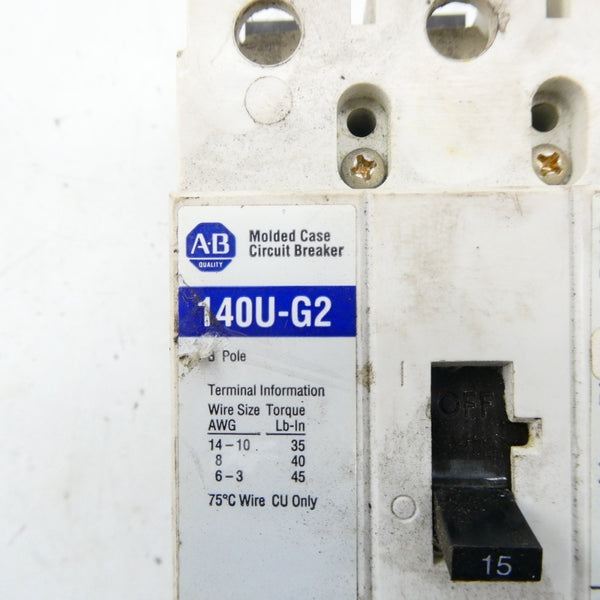 A-B
QUALITY
Molded Case
Circuit Breaker
140U-G2
3 Pole
Terminal Information
Wire Size Torque
AWG Lb-In
14-10 35
8 40
6-3 45
75°C Wire CU Only
OFF
15